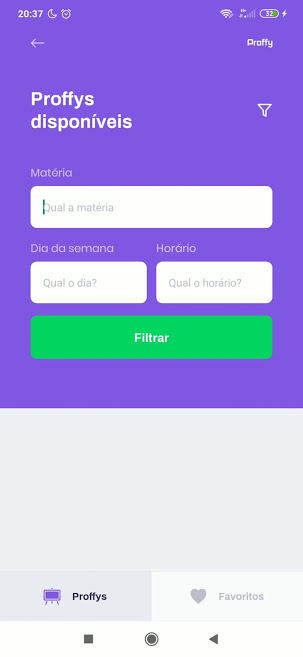 20:37
32
Proffy
Proffys
disponíveis
Matéria
Qual a matéria
Dia da semana Horário
Qual o dia? Qual o horário?
Filtrar
Proffys Favoritos